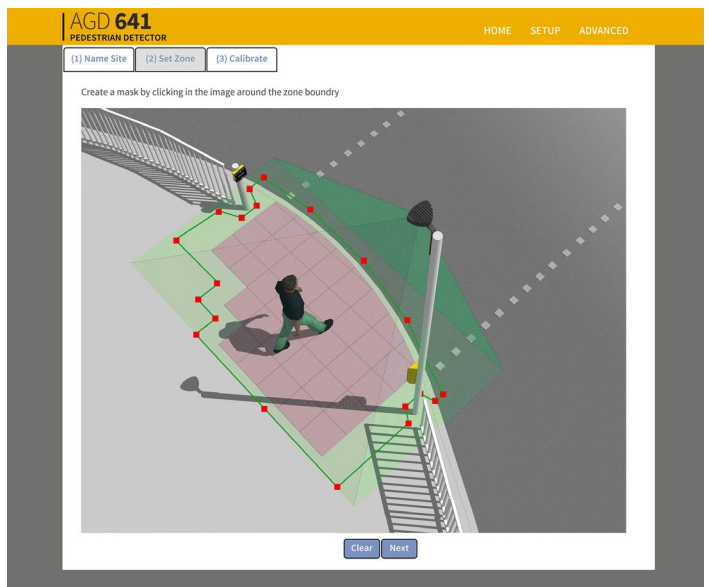 AGD 641
PEDESTRIAN DETECTOR
HOME SETUP ADVANCED
(1) Name Site (2) Set Zone (3) Calibrate
Create a mask by clicking in the image around the zone boundry
Clear Next